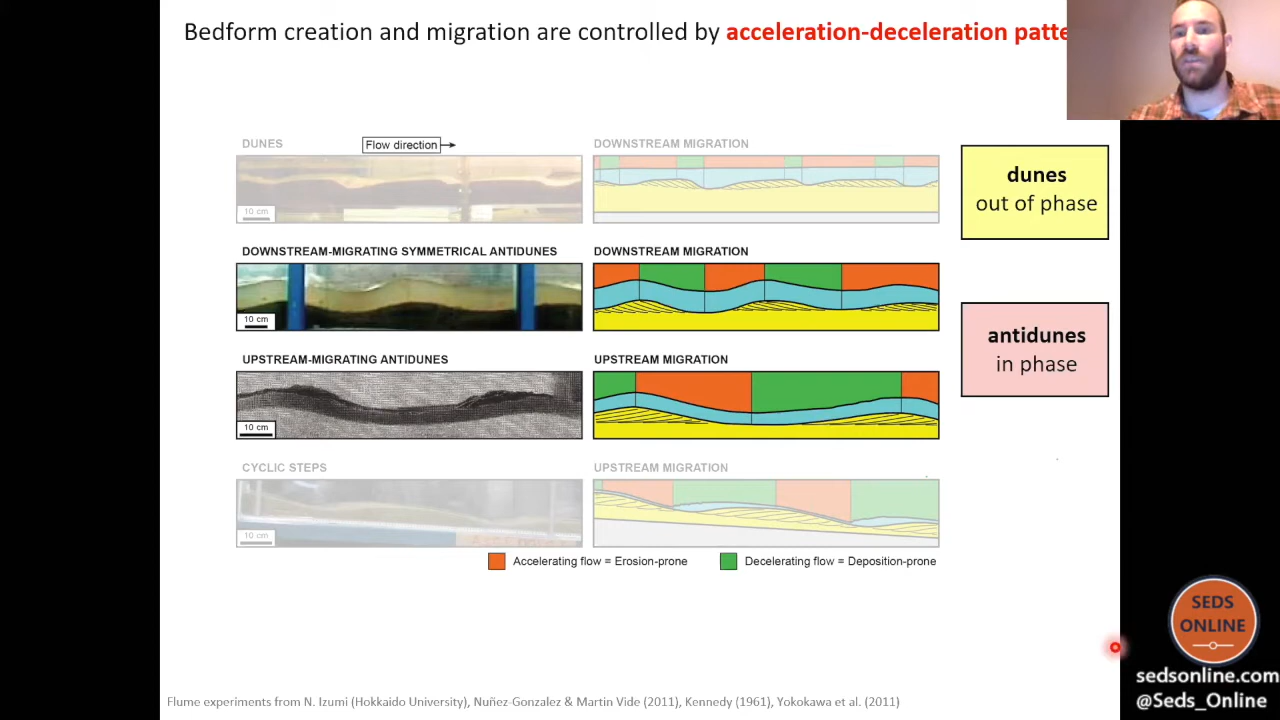 Bedform creation and migration are controlled by acceleration-deceleration patte
DUNES
Flow direction
DOWNSTREAM MIGRATION
10 cm
dunes
out of phase
DOWNSTREAM-MIGRATING SYMMETRICAL ANTIDUNES
DOWNSTREAM MIGRATION
10 cm
antidunes
in phase
UPSTREAM-MIGRATING ANTIDUNES
UPSTREAM MIGRATION
10 cm
CYCLIC STEPS
UPSTREAM MIGRATION
10 cm
Accelerating flow = Erosion-prone
Decelerating flow = Deposition-prone
SEDS
ONLINE
sedsonline.com
@Seds_Online
Flume experiments from N. Izumi (Hokkaido University), Nuñez-Gonzalez & Martin Vide (2011), Kennedy (1961), Yokokawa et al. (2011)